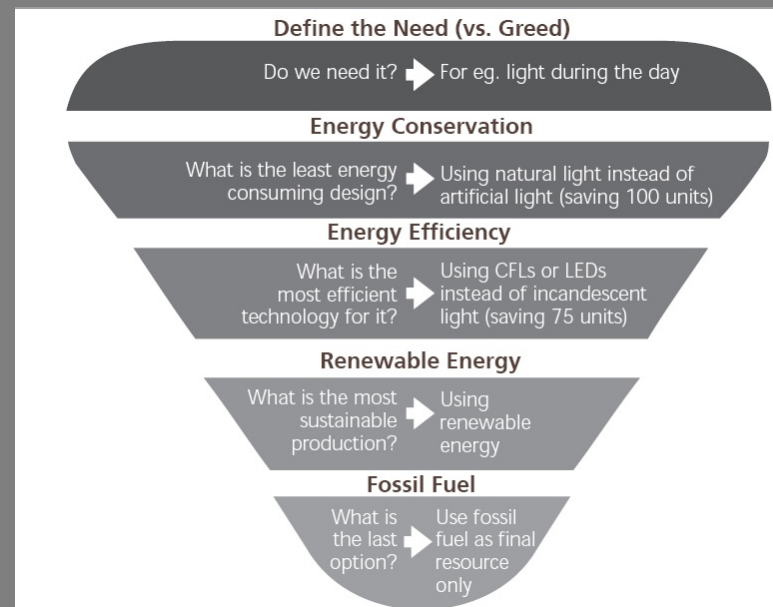 Define the Need (vs. Greed)
Do we need it? For eg. light during the day
Energy Conservation
What is the least energy
consuming design?
Using natural light instead of
artificial light (saving 100 units)
Energy Efficiency
What is the
most efficient
technology for it?
Using CFLs or LEDs
instead of incandescent
light (saving 75 units)
Renewable Energy
What is the most
sustainable
production?
Using
renewable
energy
Fossil Fuel
What is
the last
option?
Use fossil
fuel as final
resource
only